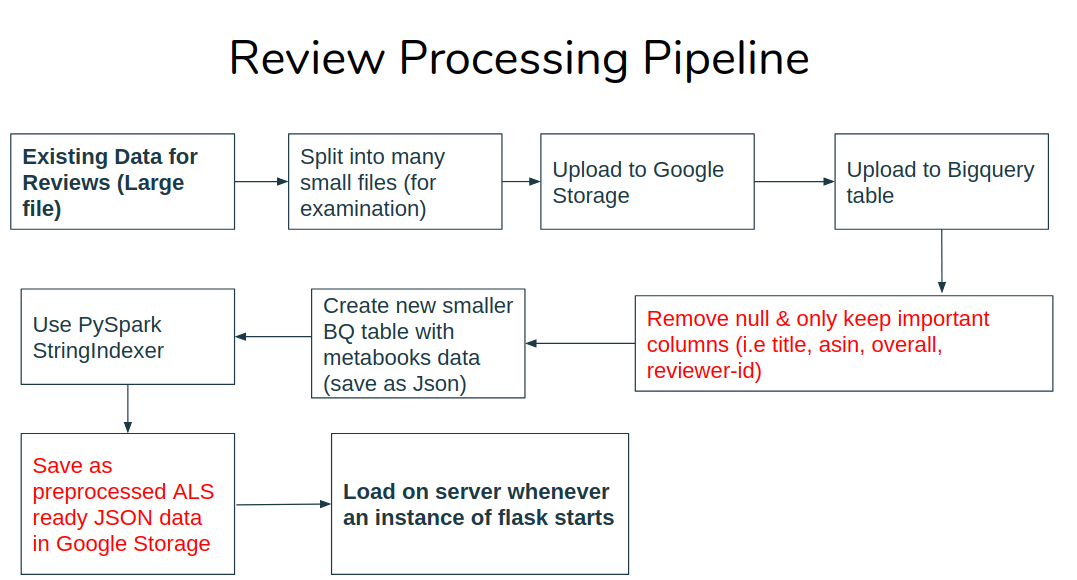 Review Processing Pipeline
Existing Data for
Reviews (Large
file)
Split into many
small files (for
examination)
Upload to Google
Storage
Upload to Bigquery
table
Remove null & only keep important
columns (i.e title, asin, overall,
reviewer-id)
Create new smaller
BQ table with
metabooks data
(save as Json)
Use PySpark
StringIndexer
Save as
preprocessed ALS
ready JSON data
in Google Storage
Load on server whenever
an instance of flask starts